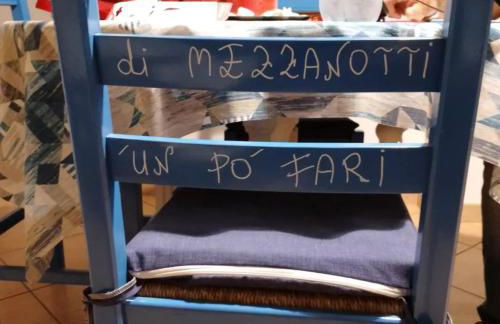 di MEZZANOTTi
'UN PO' FARi